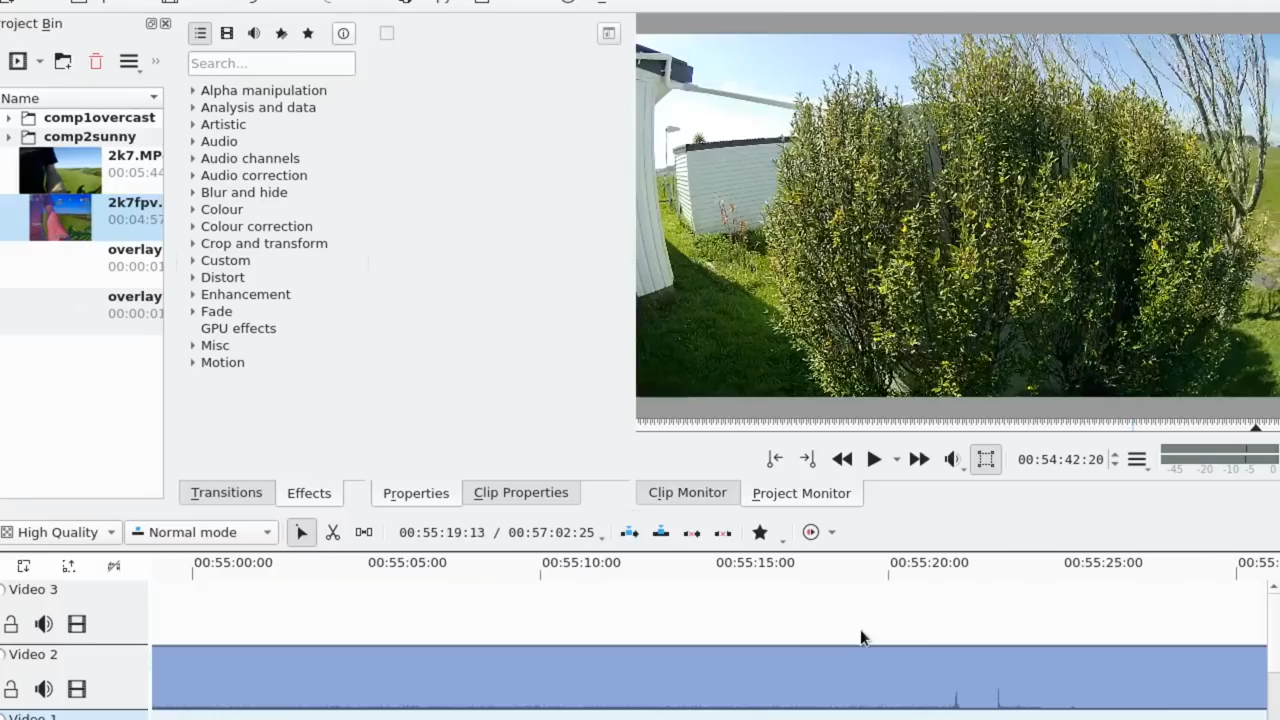 roject Bin
Search...
Name
comp1overcast
comp2sunny
2k7.MP
00:05:44
2k7fpv.
00:04:57
overlay
00:00:01
overlay
00:00:01
Alpha manipulation
Analysis and data
Artistic
Audio
Audio channels
Audio correction
Blur and hide
Colour
Colour correction
Crop and transform
Custom
Distort
Enhancement
Fade
GPU effects
Misc
Motion
00:54:42:20
-45 -20 -10 -5 0
Transitions Effects Properties Clip Properties Clip Monitor Project Monitor
High Quality Normal mode 00:55:19:13 / 00:57:02:25
00:55:00:00 00:55:05:00 00:55:10:00 00:55:15:00 00:55:20:00 00:55:25:00 00:55:
Video 3
Video 2
Video 1